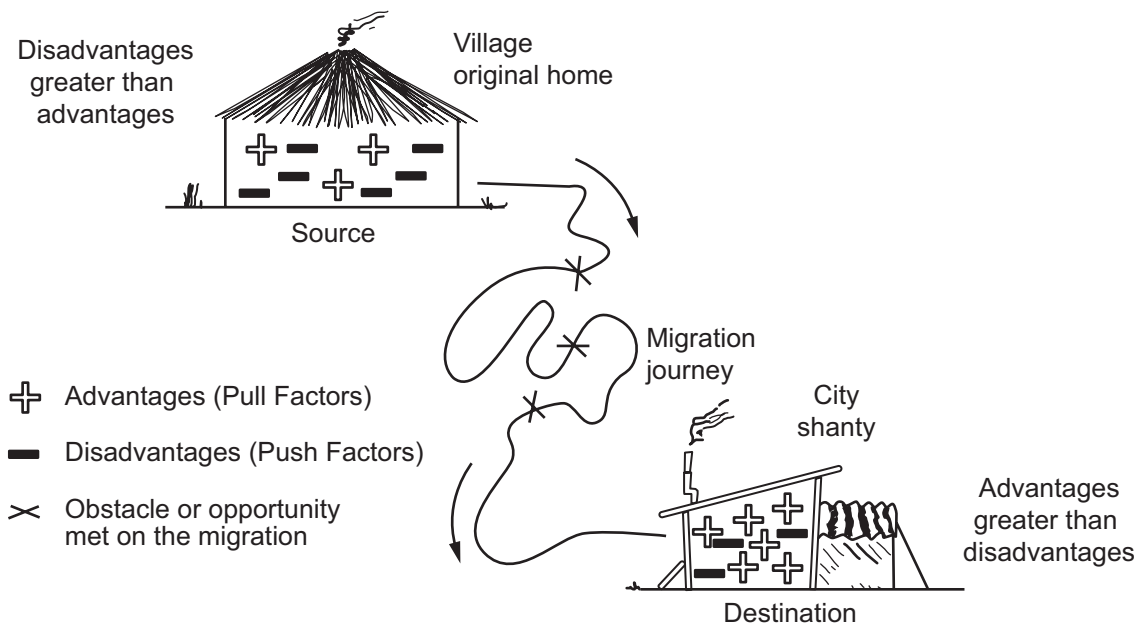 Disadvantages
greater than
advantages
Village
original home
Source
Migration
journey
Advantages (Pull Factors)
Disadvantages (Push Factors)
Obstacle or opportunity
met on the migration
City
shanty
Advantages
greater than
disadvantages
Destination